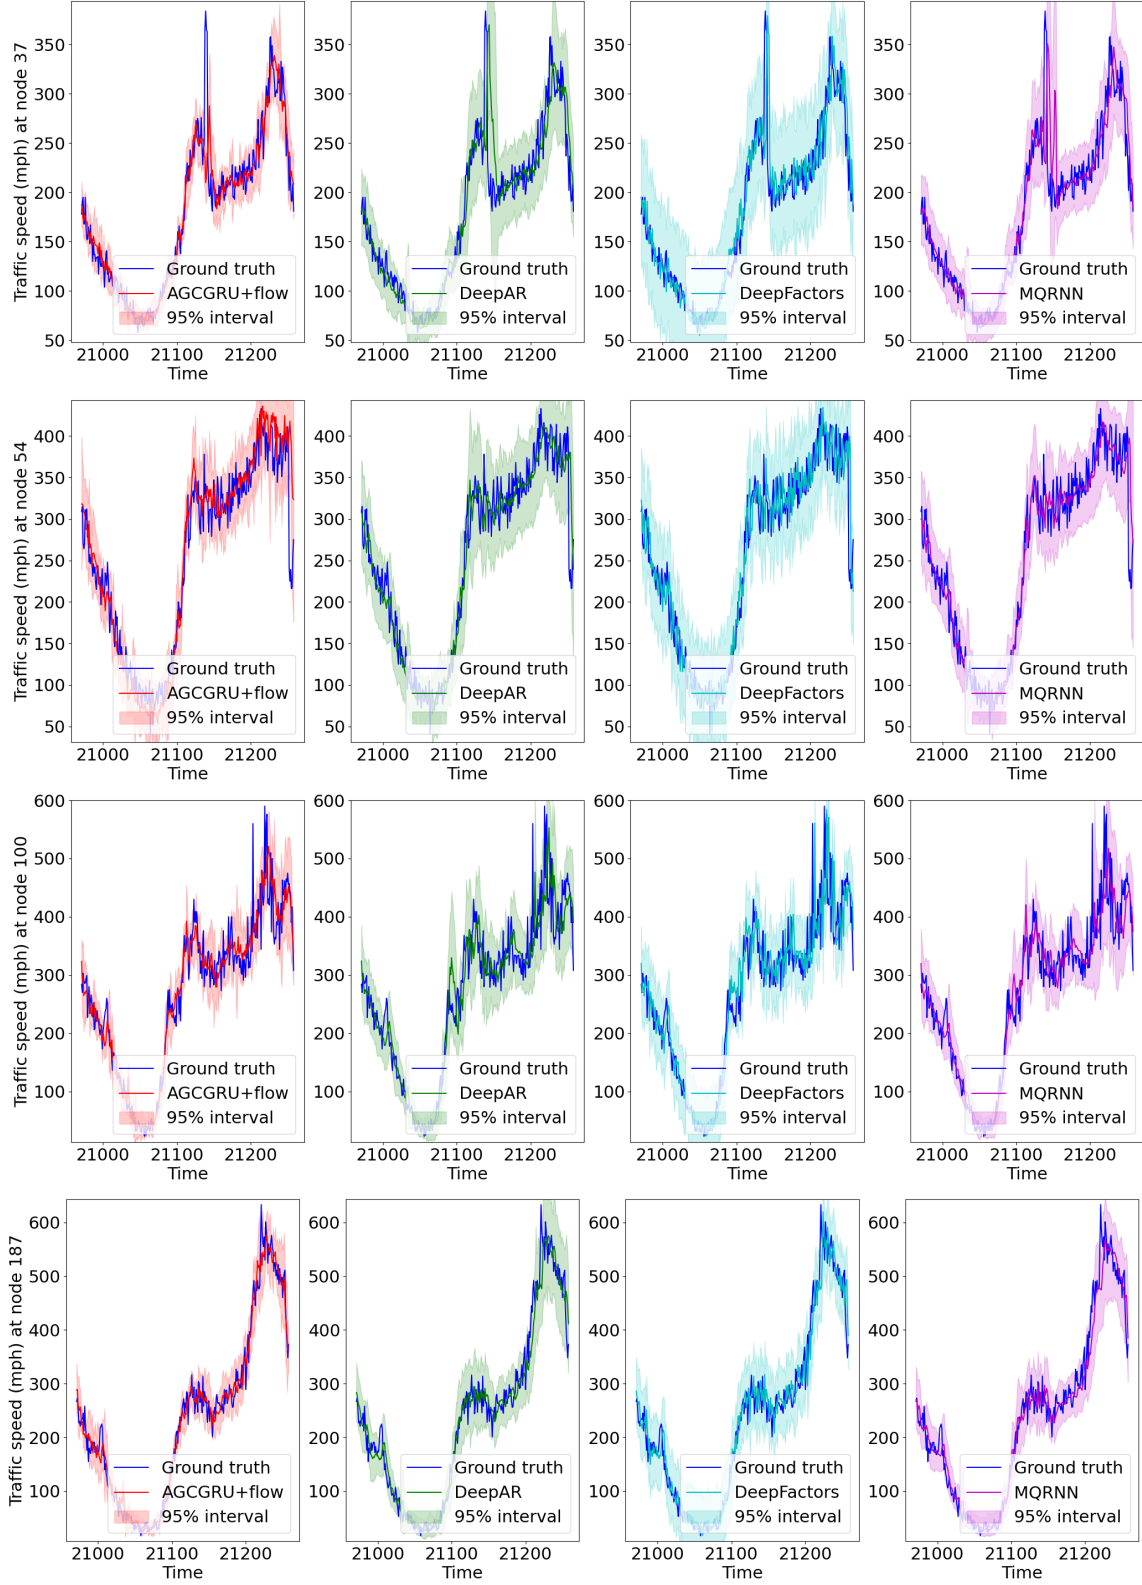 Traffic speed (mph) at node 37
350
300
250
200
150
100
50
Ground truth
AGCGRU+flow
95% interval
21000 21100 21200
Time
350
300
250
200
150
100
50
Ground truth
DeepAR
95% interval
21000 21100 21200
Time
350
300
250
200
150
100
50
Ground truth
DeepFactors
95% interval
21000 21100 21200
Time
350
300
250
200
150
100
50
Ground truth
MQRNN
95% interval
21000 21100 21200
Time
Traffic speed (mph) at node 54
400
350
300
250
200
150
100
50
Ground truth
AGCGRU+flow
95% interval
21000 21100 21200
Time
400
350
300
250
200
150
100
50
Ground truth
DeepAR
95% interval
21000 21100 21200
Time
400
350
300
250
200
150
100
50
Ground truth
DeepFactors
95% interval
21000 21100 21200
Time
400
350
300
250
200
150
100
50
Ground truth
MQRNN
95% interval
21000 21100 21200
Time
Traffic speed (mph) at node 100
600
500
400
300
200
100
Ground truth
AGCGRU+flow
95% interval
21000 21100 21200
Time
600
500
400
300
200
100
Ground truth
DeepAR
95% interval
21000 21100 21200
Time
600
500
400
300
200
100
Ground truth
DeepFactors
95% interval
21000 21100 21200
Time
600
500
400
300
200
100
Ground truth
MQRNN
95% interval
21000 21100 21200
Time
Traffic speed (mph) at node 187
600
500
400
300
200
100
Ground truth
AGCGRU+flow
95% interval
21000 21100 21200
Time
600
500
400
300
200
100
Ground truth
DeepAR
95% interval
21000 21100 21200
Time
600
500
400
300
200
100
Ground truth
DeepFactors
95% interval
21000 21100 21200
Time
600
500
400
300
200
100
Ground truth
MQRNN
95% interval
21000 21100 21200
Time